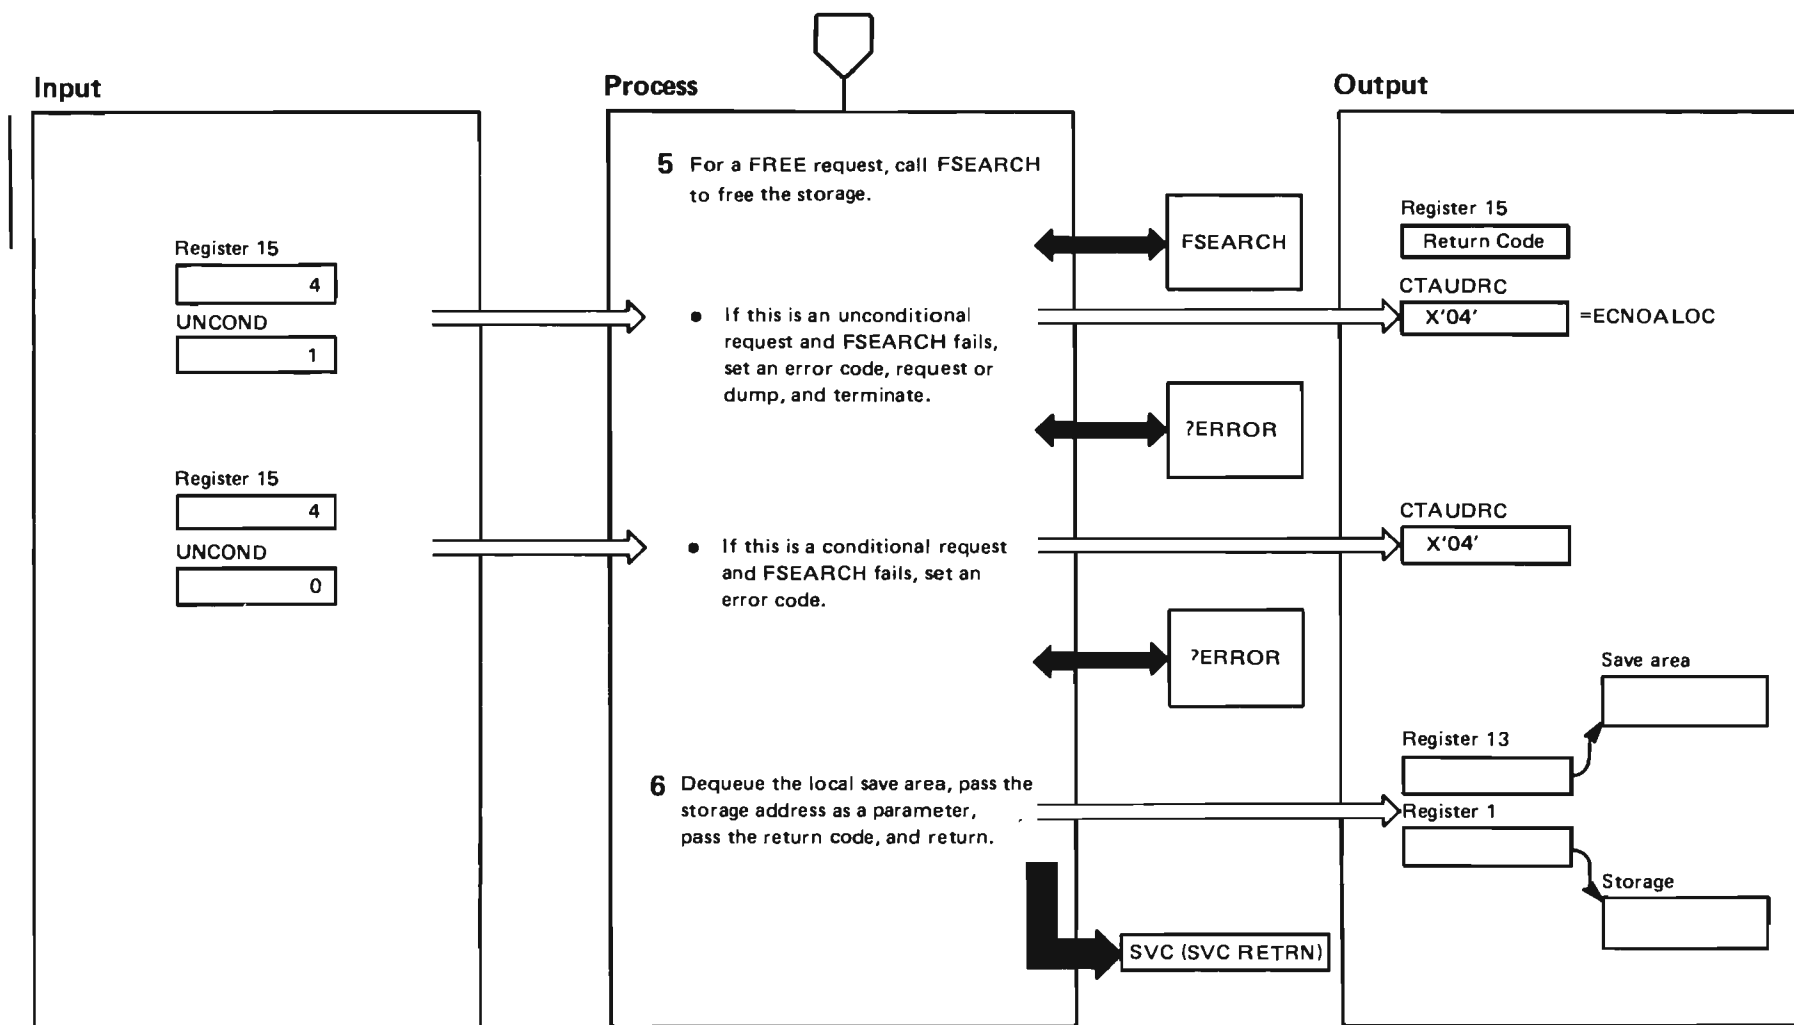 Input
Process
Output
5 For a FREE request, call FSEARCH
to free the storage.
FSEARCH
Register 15
Return Code
Register 15
4
UNCOND
1
• If this is an unconditional
request and FSEARCH fails,
set an error code, request or
dump, and terminate.
CTAUDRC
X'04' =ECNOALOC
?ERROR
Register 15
4
UNCOND
0
• If this is a conditional request
and FSEARCH fails, set an
error code.
CTAUDRC
X'04'
?ERROR
Save area
Register 13
6 Dequeue the local save area, pass the
storage address as a parameter,
pass the return code, and return.
Register 1
Storage
SVC (SVC RETRN)